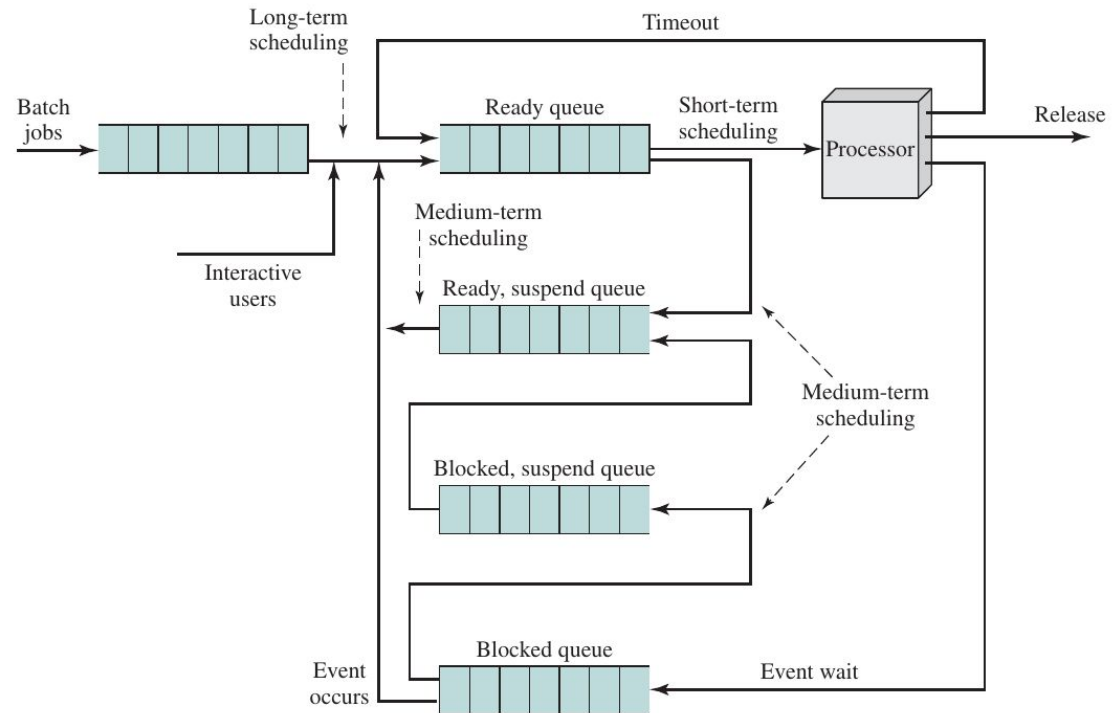 Long-term
scheduling
Timeout
Batch
jobs
Ready queue
Short-term
scheduling
Processor
Release
Medium-term
scheduling
Interactive
users
Ready, suspend queue
Medium-term
scheduling
Blocked, suspend queue
Blocked queue
Event
occurs
Event wait